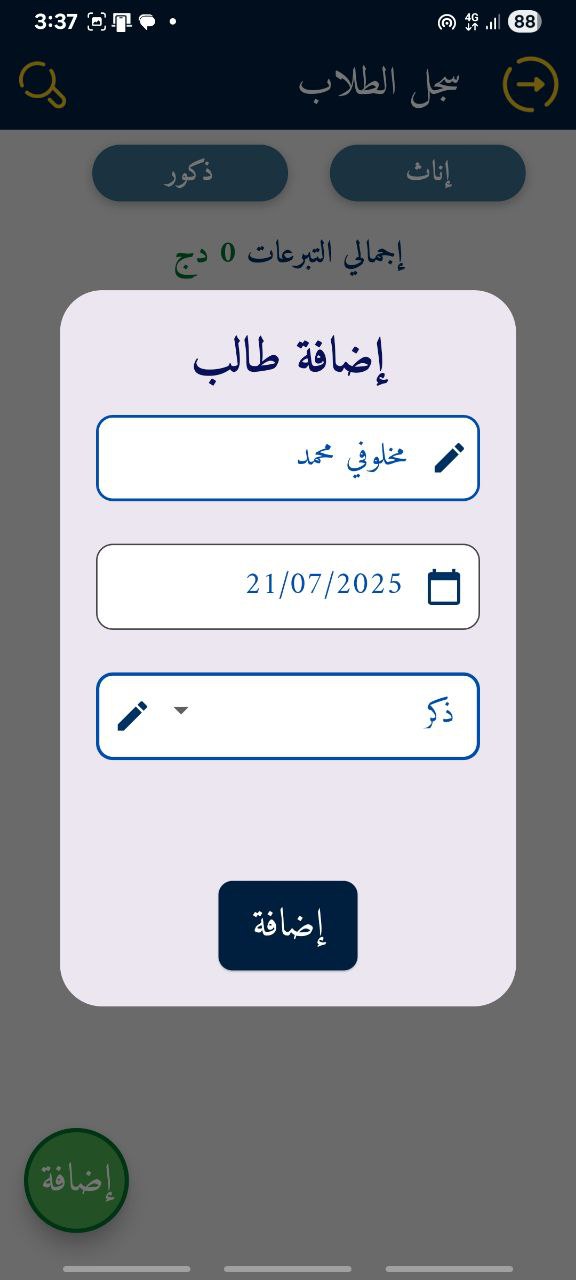 3:37 4G 88
سجل الطلاب
إناث ذكور
إجمالي التبرعات 0 دج
إضافة طالب
مخلوفي محمد
21/07/2025
ذكر
إضافة
إضافة